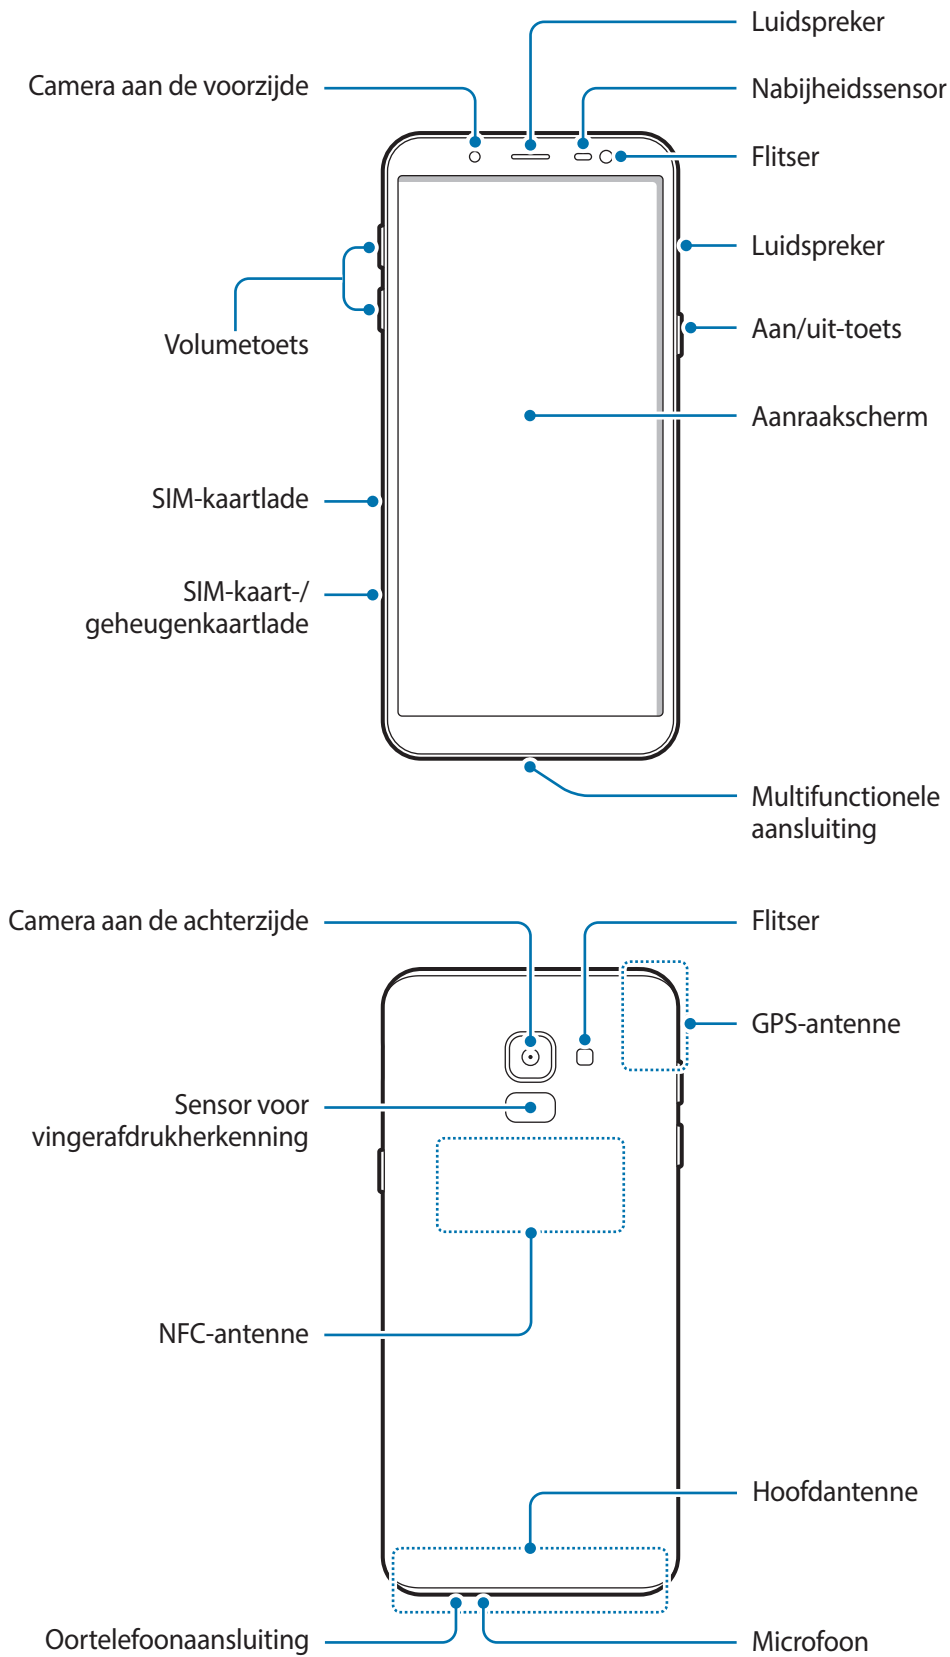 Luidspreker
Camera aan de voorzijde
Nabijheidssensor
Flitser
Luidspreker
Aan/uit-toets
Volumetoets
Aanraakscherm
SIM-kaartlade
SIM-kaart-/
geheugenkaartlade
Multifunctionele
aansluiting
Camera aan de achterzijde
Flitser
GPS-antenne
Sensor voor
vingerafdrukherkenning
NFC-antenne
Hoofdantenne
Oortelefoonaansluiting
Microfoon